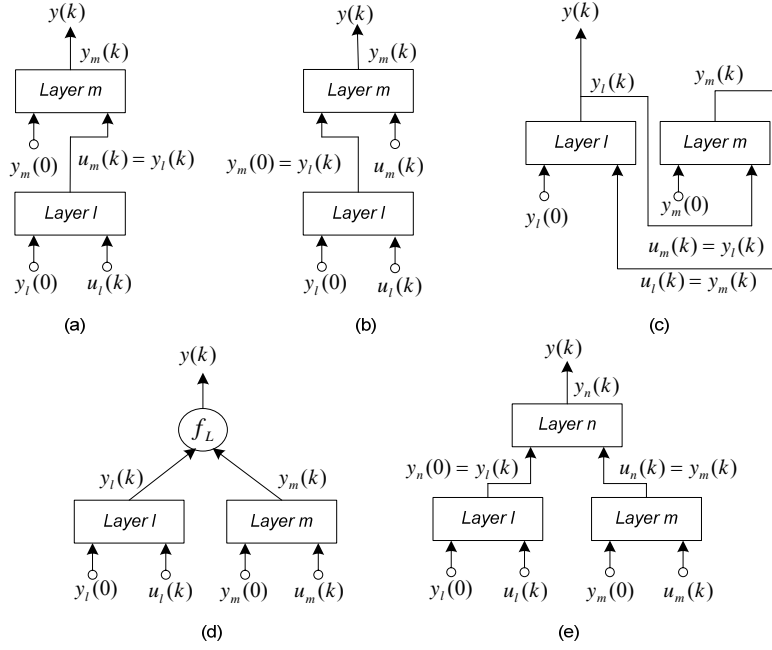 y(k)
y_m(k)
Layer m
y_m(0)
u_m(k) = y_l(k)
Layer l
y_l(0)
u_l(k)
(a)
y(k)
y_m(k)
Layer m
y_m(0) = y_l(k)
u_m(k)
Layer l
y_l(0)
u_l(k)
(b)
y(k)
y_l(k)
y_m(k)
Layer l
Layer m
y_l(0)
y_m(0)
u_m(k) = y_l(k)
u_l(k) = y_m(k)
(c)
y(k)
f_L
y_l(k)
y_m(k)
Layer l
Layer m
y_l(0)
u_l(k)
y_m(0)
u_m(k)
(d)
y(k)
y_n(k)
Layer n
y_n(0) = y_l(k)
u_n(k) = y_m(k)
Layer l
Layer m
y_l(0)
u_l(k)
y_m(0)
u_m(k)
(e)